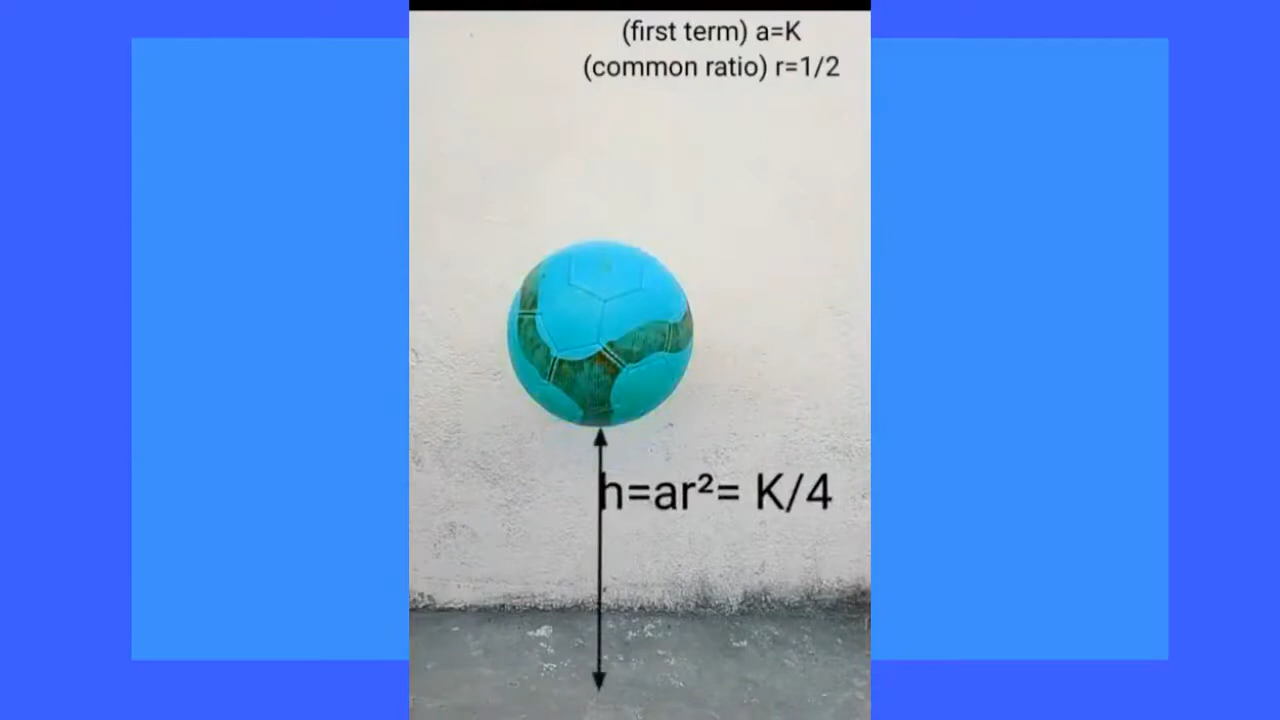 (first term) a=K
(common ratio) r=1/2
h=ar²= K/4